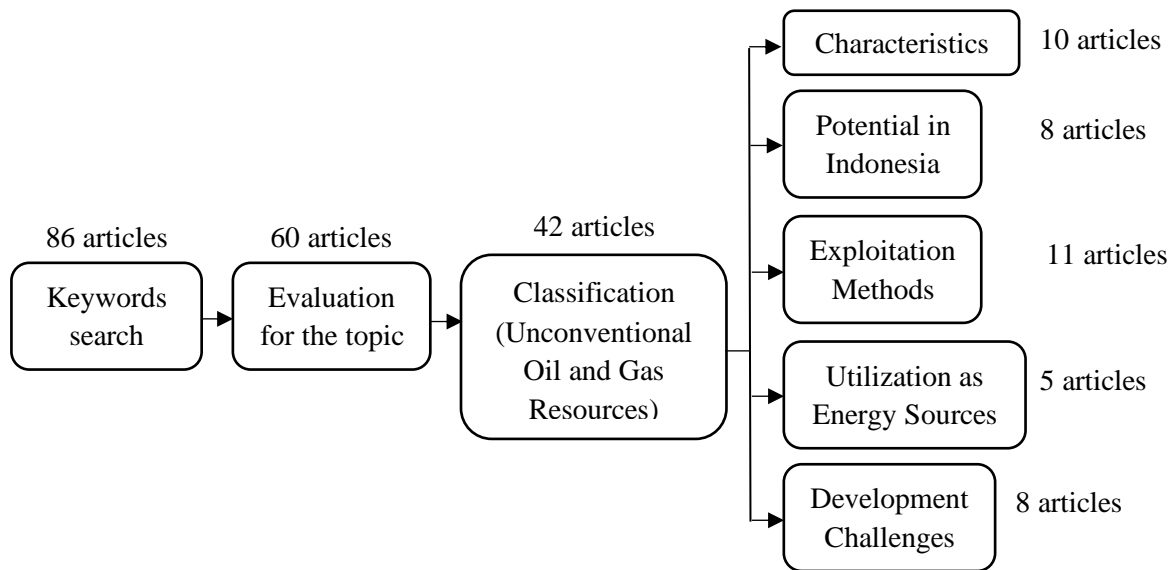 86 articles
Keywords
search
60 articles
Evaluation
for the topic
42 articles
Classification
(Unconventional
Oil and Gas
Resources)
Characteristics
10 articles
Potential in
Indonesia
8 articles
Exploitation
Methods
11 articles
Utilization as
Energy Sources
5 articles
Development
Challenges
8 articles